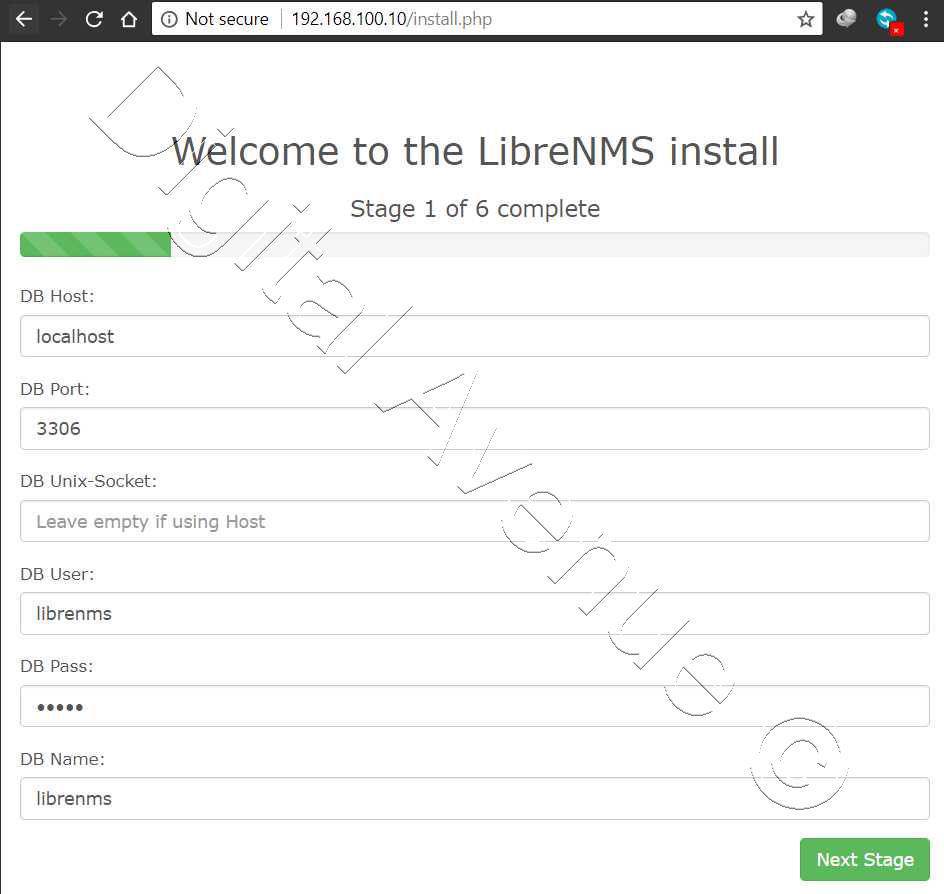 Not secure 192.168.100.10/install.php
Welcome to the LibreNMS install
Stage 1 of 6 complete
DB Host:
localhost
DB Port:
3306
DB Unix-Socket:
Leave empty if using Host
DB User:
librenms
DB Pass:
•••••
DB Name:
librenms
Next Stage
Digital Avenue ©